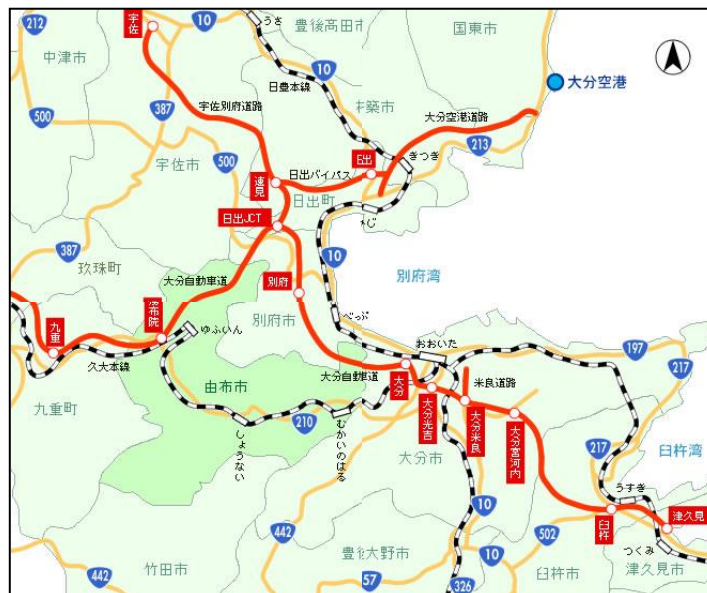 212
中津市
宇佐
10
うさ
豊後高田市
国東市
日豊本線
10
大分空港
387
宇佐別府道路
杵築市
大分空港道路
500
宇佐市
500
速見
日出バイパス
日出
きつき
213
日出町
日出JCT
10
387
玖珠町
大分自動車道
別府
別府湾
九重
湯布院
ゆふいん
別府市
べっぷ
おおいた
197
217
久大本線
大分自動車道
大分
米良道路
九重町
由布市
210
しょうない
むかいのはる
大分光吉
大分米良
大分宮河内
大分市
217
臼杵湾
うすき
臼杵
津久見
10
442
502
つくみ
442
竹田市
豊後大野市
57
10
326
臼杵市
津久見市